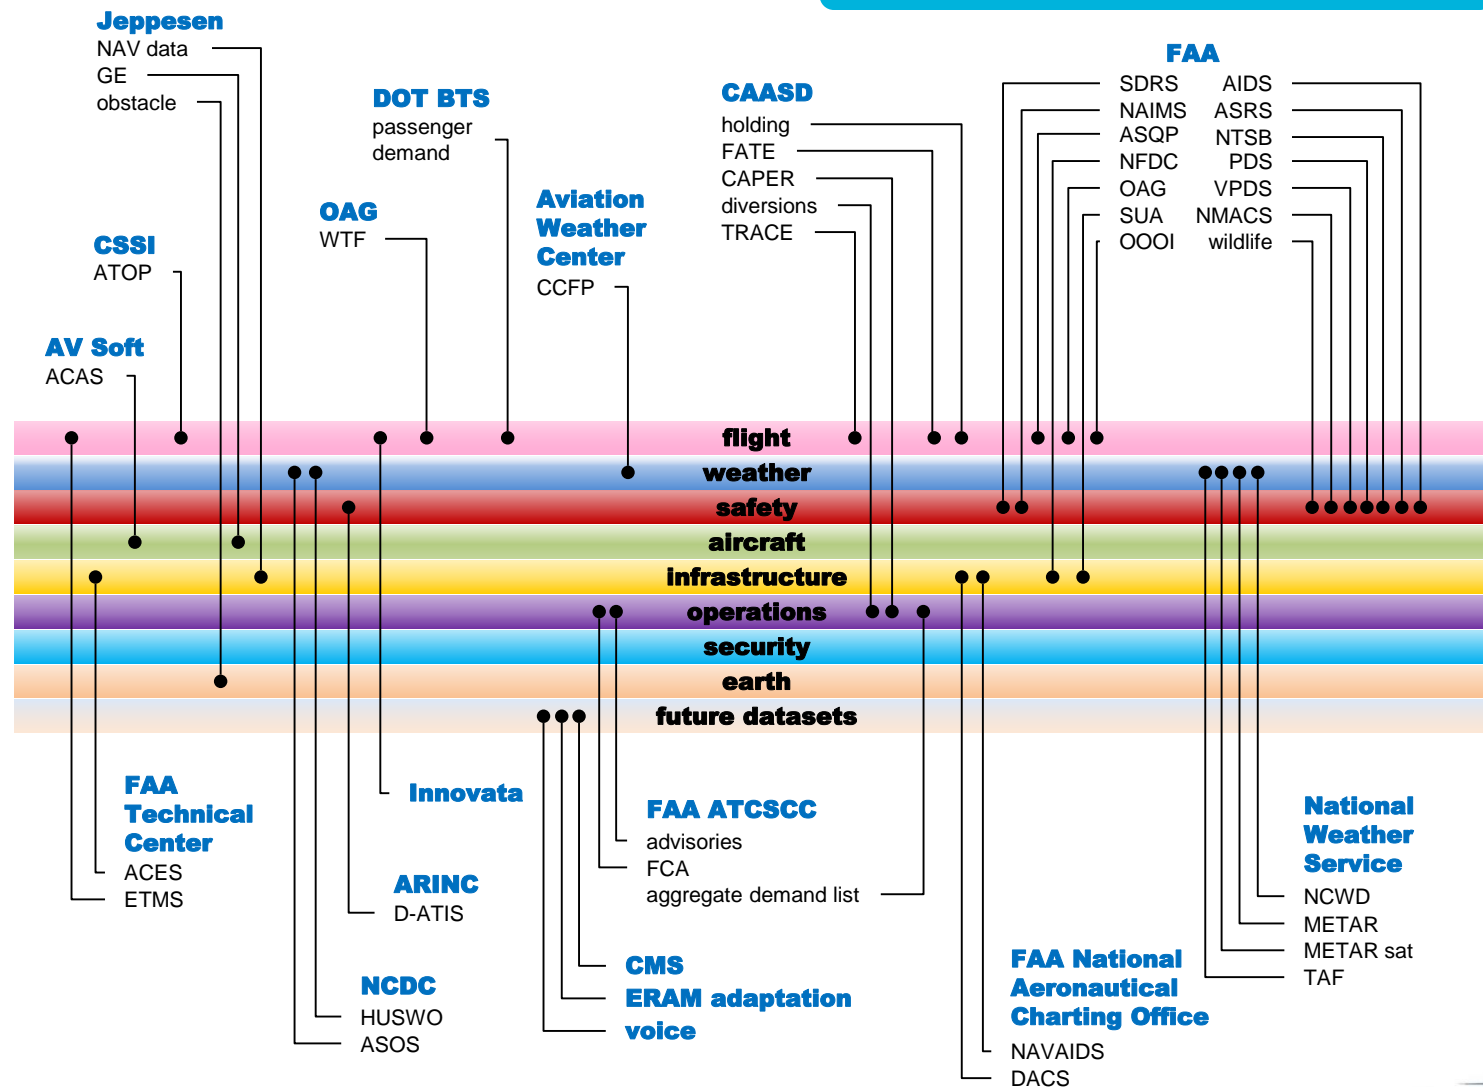 Jeppesen
NAV data
GE
obstacle
DOT BTS
passenger
demand
CAASD
holding
FATE
CAPER
diversions
TRACE
FAA
SDRS
NAIMS
ASQP
NFDC
OAG
SUA
OOOI
AIDS
ASRS
NTSB
PDS
VPDS
NMACS
wildlife
OAG
WTF
Aviation
Weather
Center
CCFP
CSSI
ATOP
AV Soft
ACAS
flight
weather
safety
aircraft
infrastructure
operations
security
earth
future datasets
FAA
Technical
Center
ACES
ETMS
Innovata
ARINC
D-ATIS
NCDC
HUSWO
ASOS
FAA ATCSCC
advisories
FCA
aggregate demand list
CMS
ERAM adaptation
voice
FAA National
Aeronautical
Charting Office
NAVAIDS
DACS
National
Weather
Service
NCWD
METAR
METAR sat
TAF